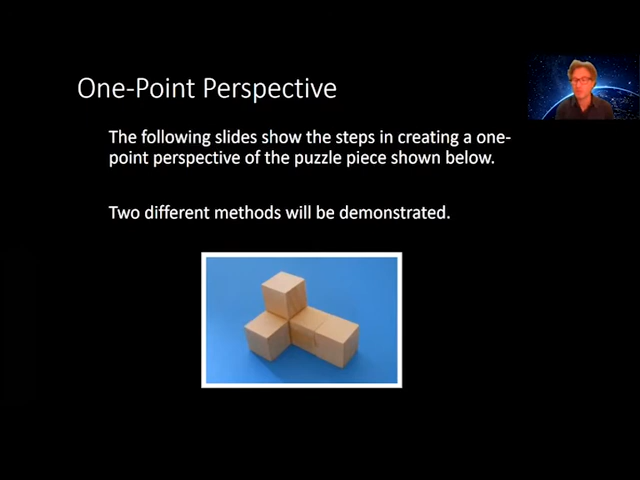 One-Point Perspective
The following slides show the steps in creating a one-
point perspective of the puzzle piece shown below.
Two different methods will be demonstrated.